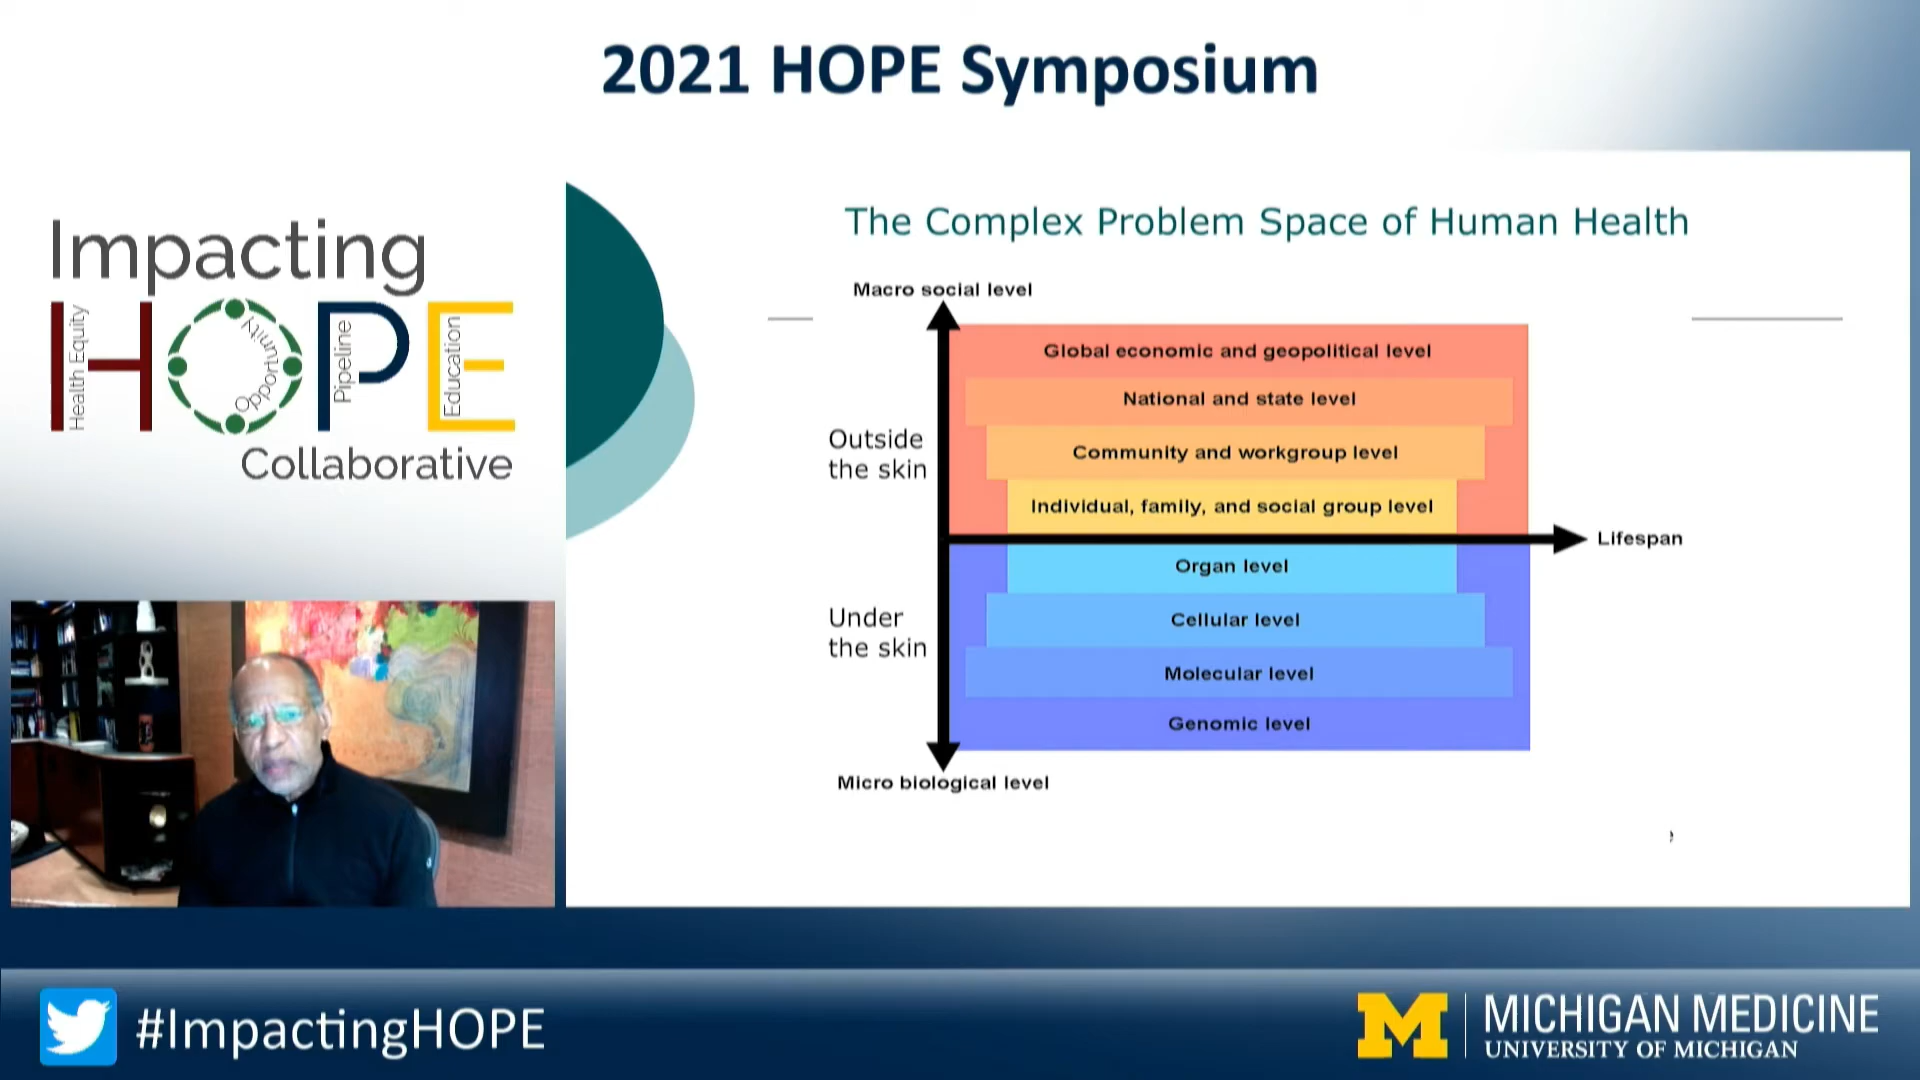 2021 HOPE Symposium
Impacting
HOPE
Health Equity
Opportunity
Pipeline
Education
Collaborative
The Complex Problem Space of Human Health
Macro social level
Global economic and geopolitical level
National and state level
Outside
the skin
Community and workgroup level
Individual, family, and social group level
Lifespan
Organ level
Under
the skin
Cellular level
Molecular level
Genomic level
Micro biological level
#ImpactingHOPE
M
MICHIGAN MEDICINE
UNIVERSITY OF MICHIGAN